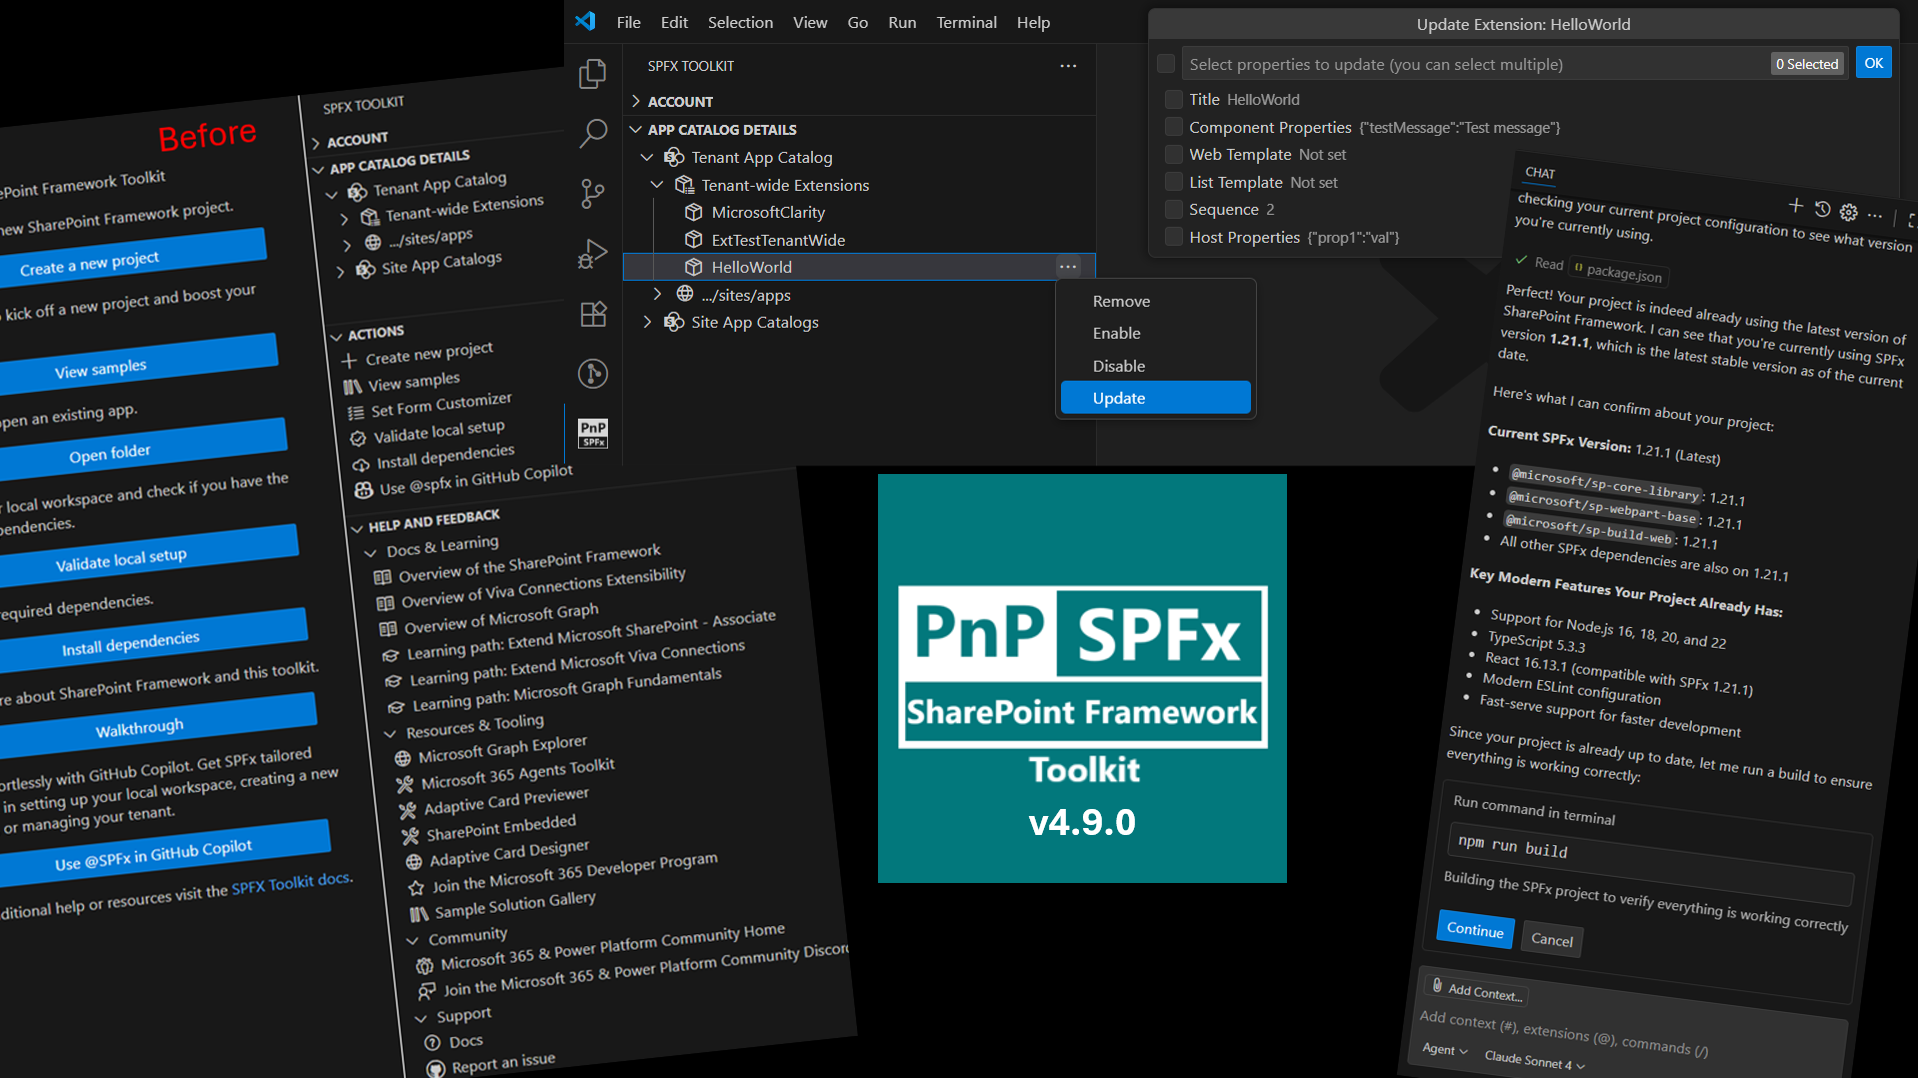 Before
ePoint Framework Toolkit
new SharePoint Framework project.
Create a new project
kick off a new project and boost your
View samples
open an existing app.
Open folder
r local workspace and check if you have the
pendencies.
Validate local setup
required dependencies.
Install dependencies
re about SharePoint Framework and this toolkit.
Walkthrough
ortlessly with GitHub Copilot. Get SPFx tailored
in setting up your local workspace, creating a new
or managing your tenant.
Use @SPFx in GitHub Copilot
ditional help or resources visit the SPFX Toolkit docs.
SPFX TOOLKIT
ACCOUNT
APP CATALOG DETAILS
Tenant App Catalog
Tenant-wide Extensions
.../sites/apps
Site App Catalogs
ACTIONS
Create new project
View samples
Set Form Customizer
Validate local setup
Install dependencies
Use @spfx in GitHub Copilot
HELP AND FEEDBACK
Docs & Learning
Overview of the SharePoint Framework
Overview of Viva Connections Extensibility
Overview of Microsoft Graph
Learning path: Extend Microsoft SharePoint - Associate
Learning path: Extend Microsoft Viva Connections
Learning path: Microsoft Graph Fundamentals
Resources & Tooling
Microsoft Graph Explorer
Microsoft 365 Agents Toolkit
Adaptive Card Previewer
SharePoint Embedded
Adaptive Card Designer
Join the Microsoft 365 Developer Program
Sample Solution Gallery
Community
Microsoft 365 & Power Platform Community Home
Join the Microsoft 365 & Power Platform Community Discord
Support
Docs
Report an issue
File Edit Selection View Go Run Terminal Help
SPFX TOOLKIT
ACCOUNT
APP CATALOG DETAILS
Tenant App Catalog
Tenant-wide Extensions
MicrosoftClarity
ExtTestTenantWide
HelloWorld
.../sites/apps
Site App Catalogs
PnP
SPFx
Remove
Enable
Disable
Update
Update Extension: HelloWorld
Select properties to update (you can select multiple) 0 Selected OK
Title HelloWorld
Component Properties {"testMessage":"Test message"}
Web Template Not set
List Template Not set
Sequence 2
Host Properties {"prop1":"val"}
PnP SPFx
SharePoint Framework
Toolkit
v4.9.0
CHAT
checking your current project configuration to see what version
you're currently using.
Read package.json
Perfect! Your project is indeed already using the latest version of
SharePoint Framework. I can see that you're currently using SPFx
version 1.21.1, which is the latest stable version as of the current
date.
Here's what I can confirm about your project:
Current SPFx Version: 1.21.1 (Latest)
@microsoft/sp-core-library: 1.21.1
@microsoft/sp-webpart-base: 1.21.1
@microsoft/sp-build-web: 1.21.1
All other SPFx dependencies are also on 1.21.1
Key Modern Features Your Project Already Has:
Support for Node.js 16, 18, 20, and 22
TypeScript 5.3.3
React 16.13.1 (compatible with SPFx 1.21.1)
Modern ESLint configuration
Fast-serve support for faster development
Since your project is already up to date, let me run a build to ensure
everything is working correctly:
Run command in terminal
npm run build
Building the SPFx project to verify everything is working correctly
Continue Cancel
Add Context...
Add context (#), extensions (@), commands (/)
Agent Claude Sonnet 4